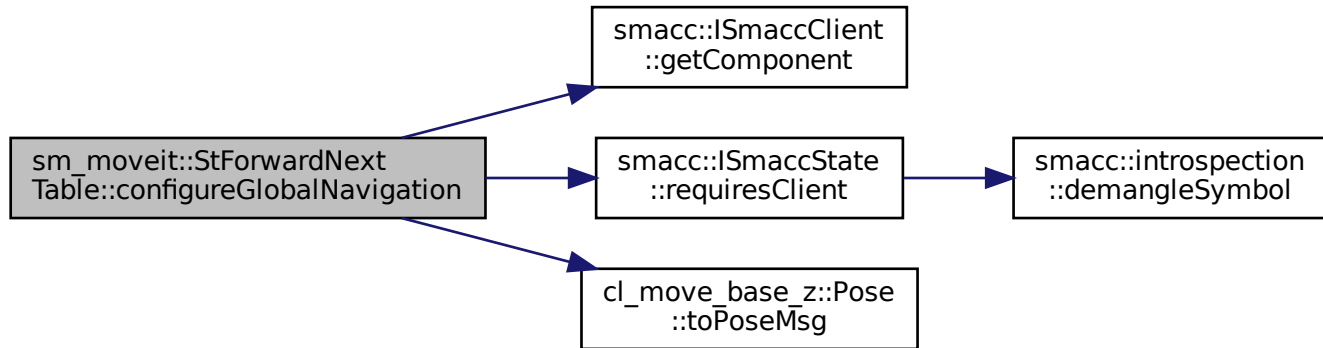 smacc::ISmaccClient
::getComponent
sm_moveit::StForwardNext
Table::configureGlobalNavigation
smacc::ISmaccState
::requiresClient
smacc::introspection
::demangleSymbol
cl_move_base_z::Pose
::toPoseMsg